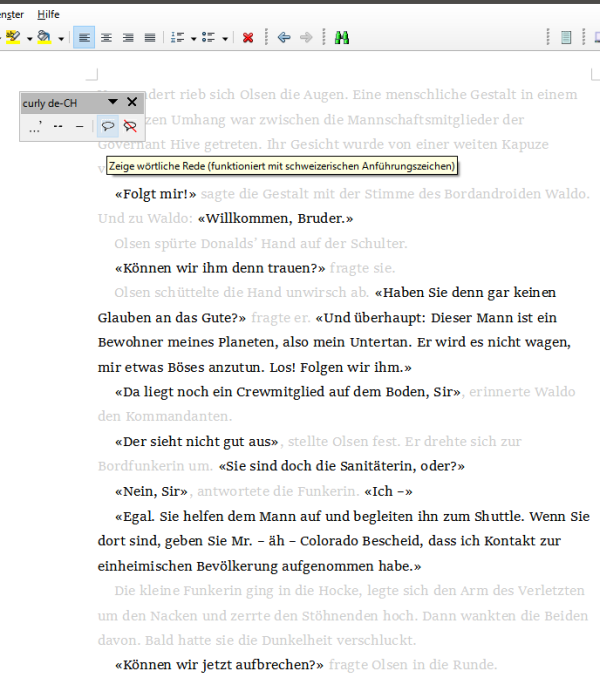 enster Hilfe
curly de-CH
...’ -- –
ndert rieb sich Olsen die Augen. Eine menschliche Gestalt in einem
zen Umhang war zwischen die Mannschaftsmitglieder der
Governant Hive getreten. Ihr Gesicht wurde von einer weiten Kapuze
Zeige wörtliche Rede (funktioniert mit schweizerischen Anführungszeichen)
«Folgt mir!» sagte die Gestalt mit der Stimme des Bordandroiden Waldo.
Und zu Waldo: «Willkommen, Bruder.»
Olsen spürte Donalds’ Hand auf der Schulter.
«Können wir ihm denn trauen?» fragte sie.
Olsen schüttelte die Hand unwirsch ab. «Haben Sie denn gar keinen
Glauben an das Gute?» fragte er. «Und überhaupt: Dieser Mann ist ein
Bewohner meines Planeten, also mein Untertan. Er wird es nicht wagen,
mir etwas Böses anzutun. Los! Folgen wir ihm.»
«Da liegt noch ein Crewmitglied auf dem Boden, Sir», erinnerte Waldo
den Kommandanten.
«Der sieht nicht gut aus», stellte Olsen fest. Er drehte sich zur
Bordfunkerin um. «Sie sind doch die Sanitäterin, oder?»
«Nein, Sir», antwortete die Funkerin. «Ich –»
«Egal. Sie helfen dem Mann auf und begleiten ihn zum Shuttle. Wenn Sie
dort sind, geben Sie Mr. – äh – Colorado Bescheid, dass ich Kontakt zur
einheimischen Bevölkerung aufgenommen habe.»
Die kleine Funkerin ging in die Hocke, legte sich den Arm des Verletzten
um den Nacken und zerrte den Stöhnenden hoch. Dann wankten die Beiden
davon. Bald hatte sie die Dunkelheit verschluckt.
«Können wir jetzt aufbrechen?» fragte Olsen in die Runde.